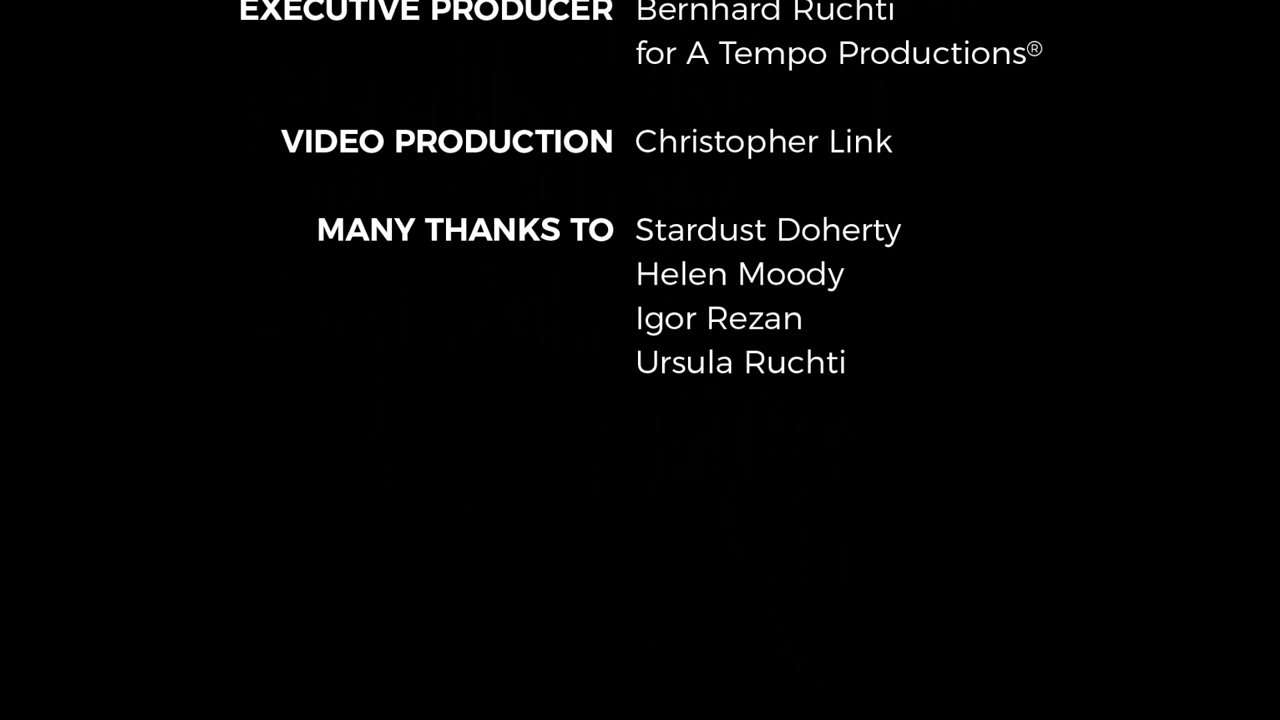 EXECUTIVE PRODUCER Bernhard Ruchti
for A Tempo Productions®
VIDEO PRODUCTION Christopher Link
MANY THANKS TO Stardust Doherty
Helen Moody
Igor Rezan
Ursula Ruchti